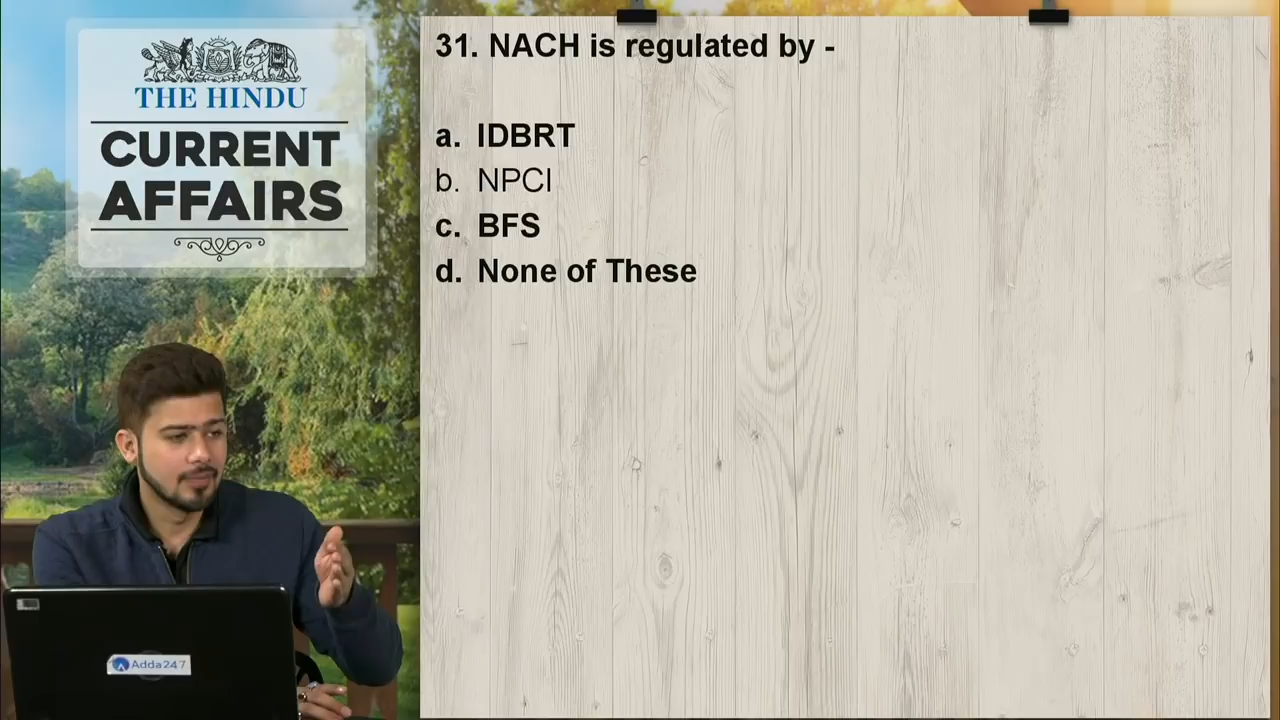 THE HINDU
CURRENT
AFFAIRS
31. NACH is regulated by -
a. IDBRT
b. NPCI
c. BFS
d. None of These
Adda247